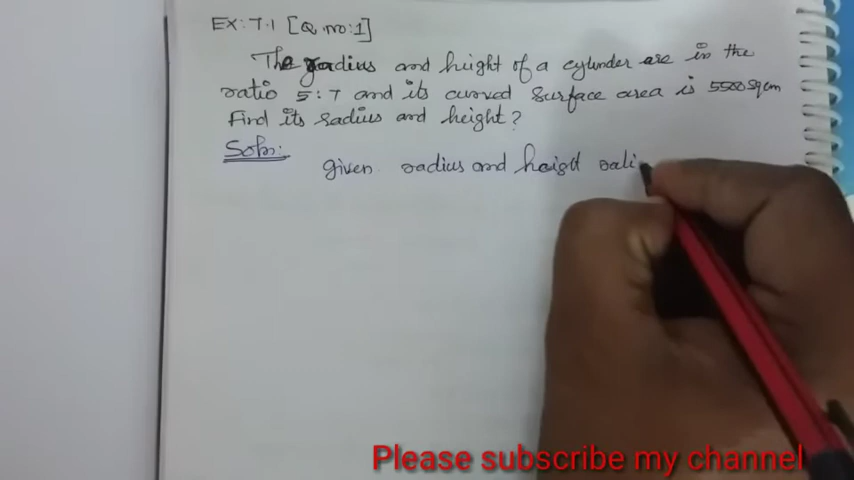 EX: 7.1 [Q.no:1]
The radius and height of a cylinder are in the
ratio 5:7 and its curved surface area is 5500 sq cm
Find its radius and height?
Soln:
given radius and height rati
Please subscribe my channel